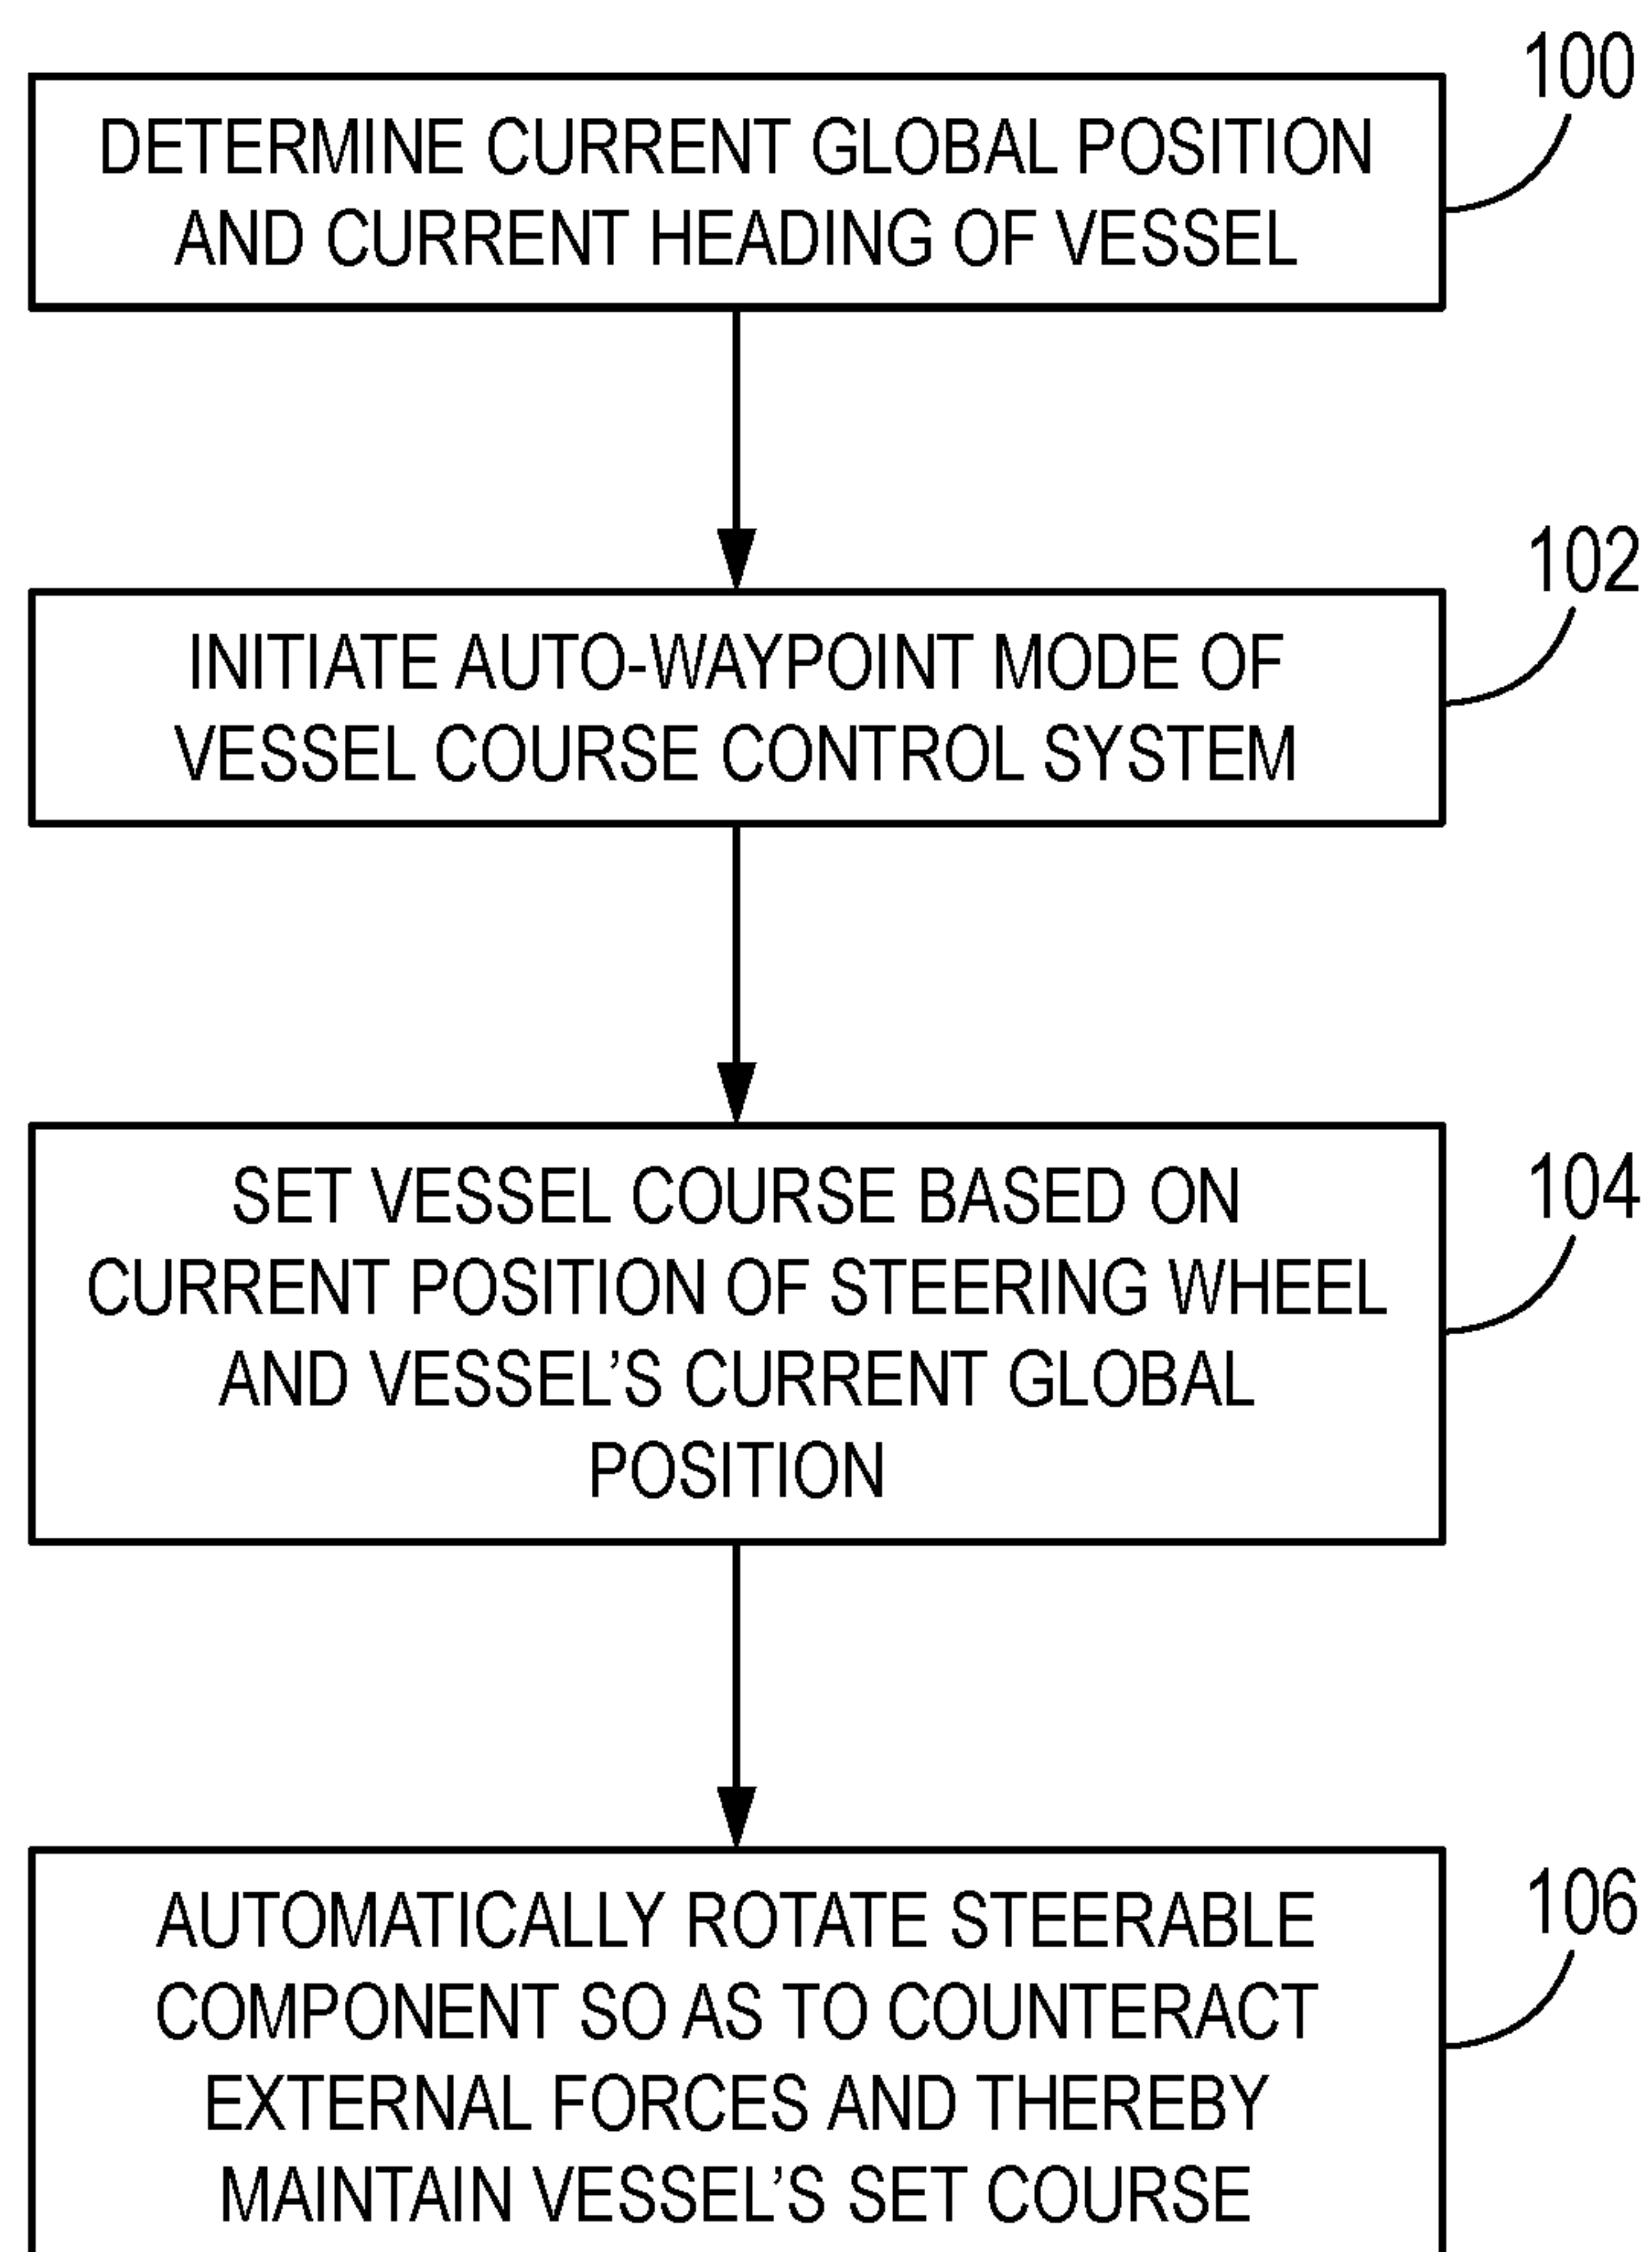 100
DETERMINE CURRENT GLOBAL POSITION
AND CURRENT HEADING OF VESSEL
102
INITIATE AUTO-WAYPOINT MODE OF
VESSEL COURSE CONTROL SYSTEM
104
SET VESSEL COURSE BASED ON
CURRENT POSITION OF STEERING WHEEL
AND VESSEL’S CURRENT GLOBAL
POSITION
106
AUTOMATICALLY ROTATE STEERABLE
COMPONENT SO AS TO COUNTERACT
EXTERNAL FORCES AND THEREBY
MAINTAIN VESSEL’S SET COURSE